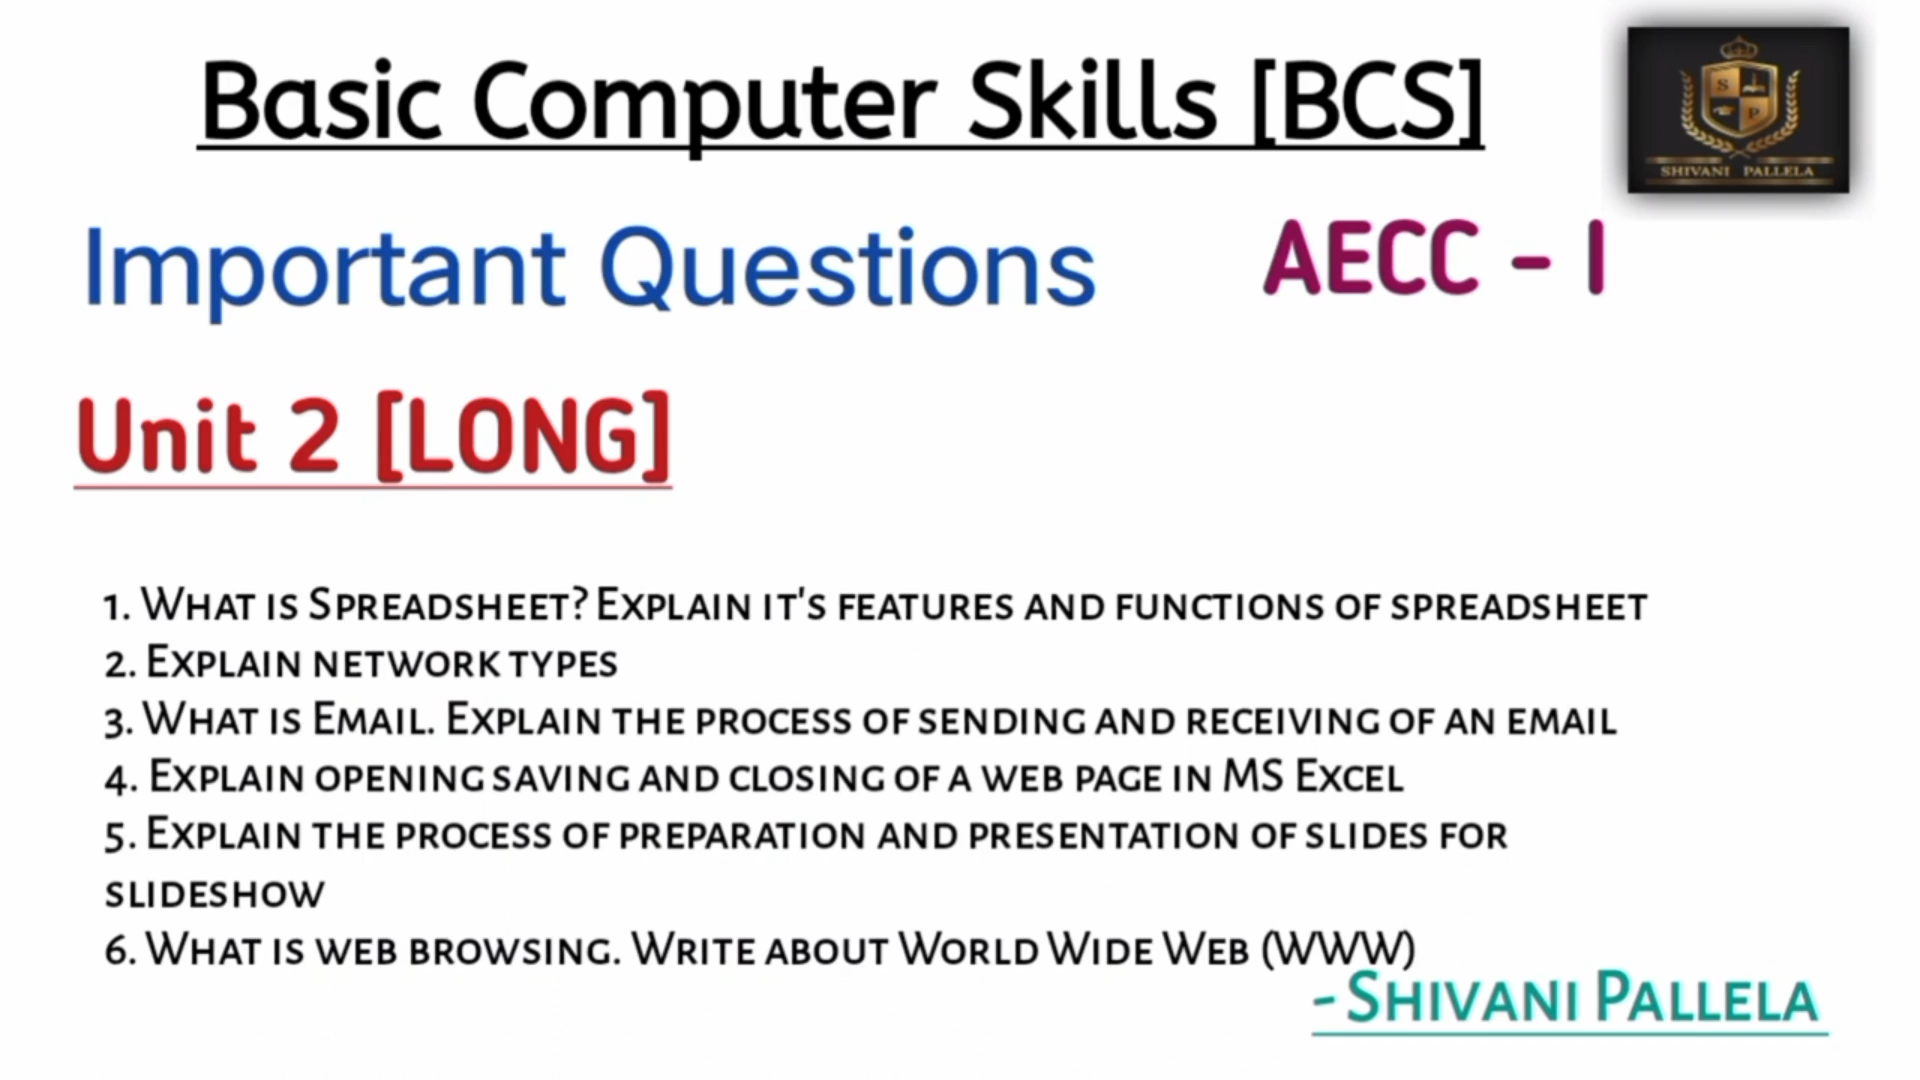 Basic Computer Skills [BCS]
S
P
SHIVANI PALLELA
Important Questions
AECC - I
Unit 2 [LONG]
1. What is Spreadsheet? Explain it's features and functions of spreadsheet
2. Explain network types
3. What is Email. Explain the process of sending and receiving of an email
4. Explain opening saving and closing of a web page in MS Excel
5. Explain the process of preparation and presentation of slides for
slideshow
6. What is web browsing. Write about World Wide Web (WWW)
- Shivani Pallela